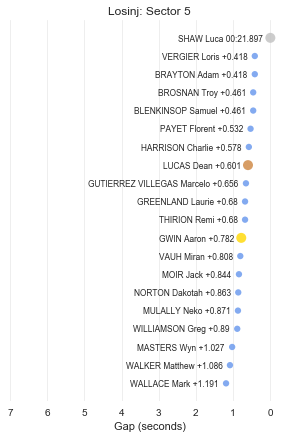 Losinj: Sector 5
SHAW Luca 00:21.897
VERGIER Loris +0.418
BRAYTON Adam +0.418
BROSNAN Troy +0.461
BLENKINSOP Samuel +0.461
PAYET Florent +0.532
HARRISON Charlie +0.578
LUCAS Dean +0.601
GUTIERREZ VILLEGAS Marcelo +0.656
GREENLAND Laurie +0.68
THIRION Remi +0.68
GWIN Aaron +0.782
VAUH Miran +0.808
MOIR Jack +0.844
NORTON Dakotah +0.863
MULALLY Neko +0.871
WILLIAMSON Greg +0.89
MASTERS Wyn +1.027
WALKER Matthew +1.086
WALLACE Mark +1.191
7 6 5 4 3 2 1 0
Gap (seconds)